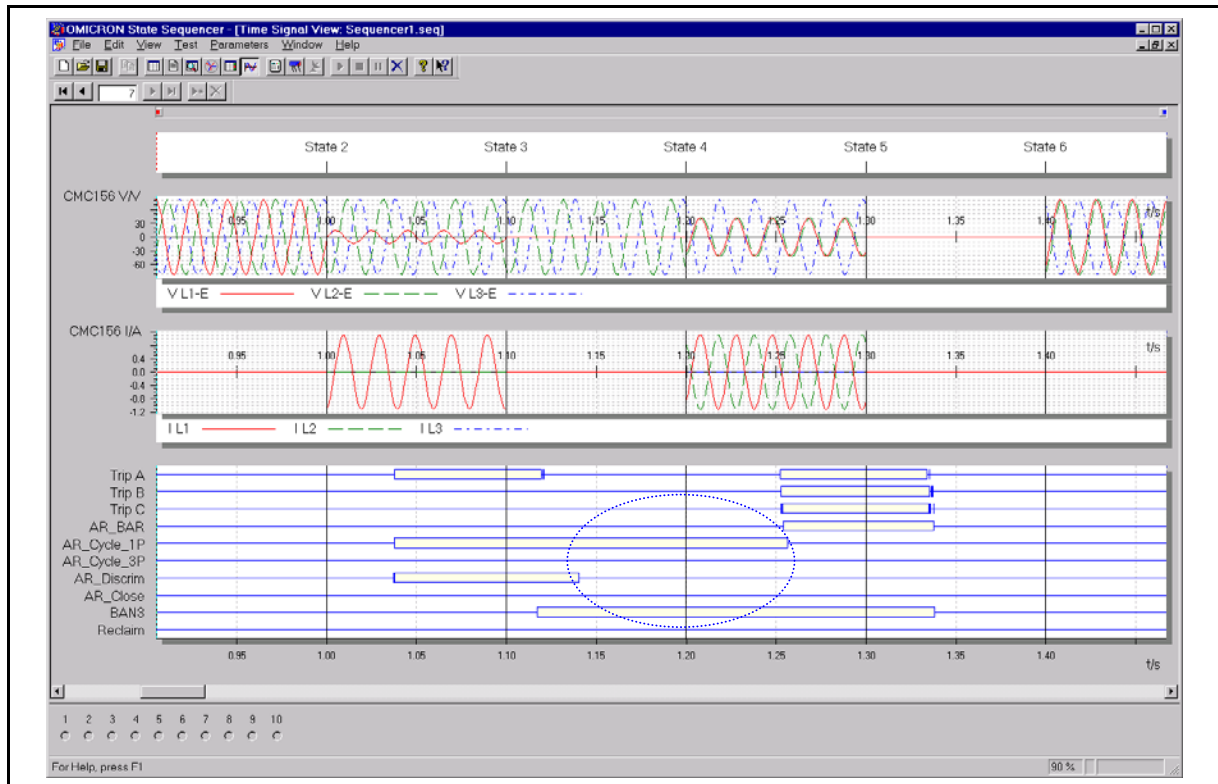 OMICRON State Sequencer - [Time Signal View: Sequencer1.seq]
File Edit View Test Parameters Window Help
7
State 2 State 3 State 4 State 5 State 6
CMC156 V/V
0.95 1.00 1.05 1.10 1.15 1.20 1.25 1.30 1.35 1.40 t/s
30
0
-30
-60
V L1-E V L2-E V L3-E
CMC156 I/A
0.95 1.00 1.05 1.10 1.15 1.20 1.25 1.30 1.35 1.40 t/s
0.4
0.0
-0.4
-0.8
-1.2
I L1 I L2 I L3
Trip A
Trip B
Trip C
AR_BAR
AR_Cycle_1P
AR_Cycle_3P
AR_Discrim
AR_Close
BAN3
Reclaim
0.95 1.00 1.05 1.10 1.15 1.20 1.25 1.30 1.35 1.40 t/s
1 2 3 4 5 6 7 8 9 10
For Help, press F1 90 %